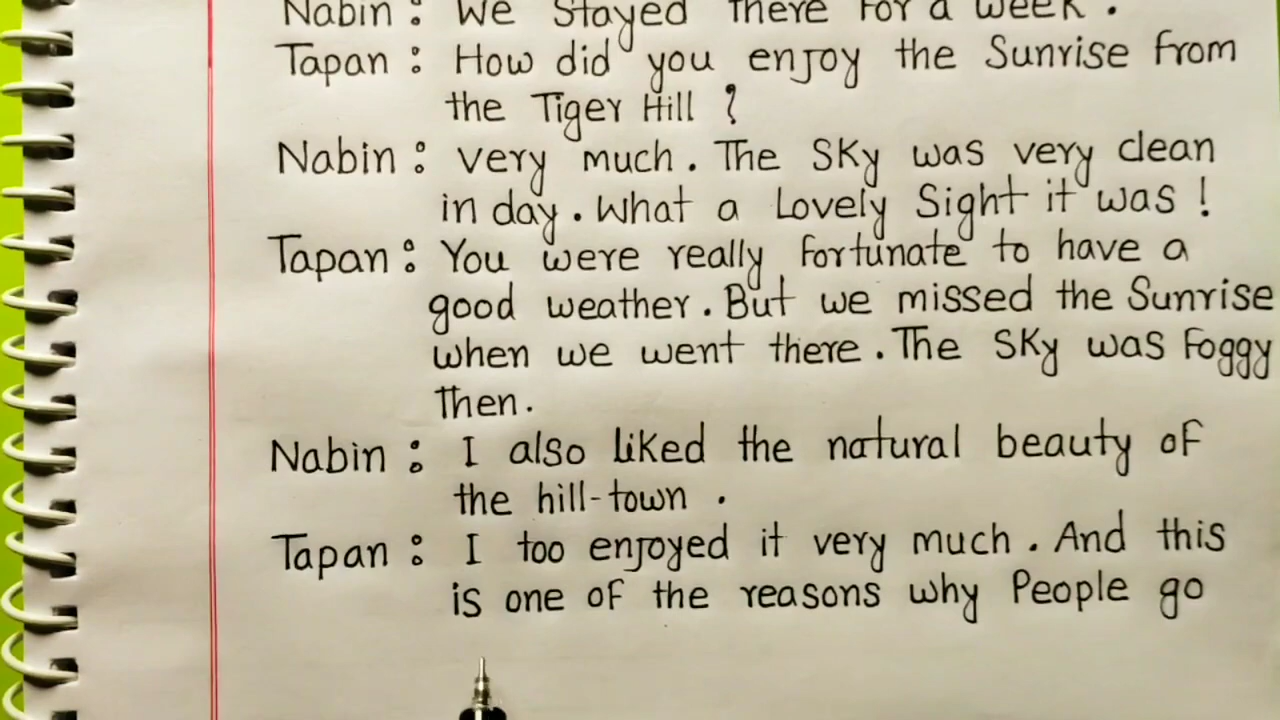 Nabin : We Stayed there for a week.
Tapan : How did you enjoy the Sunrise from
the Tiger Hill ?
Nabin : very much. The Sky was very clean
in day. What a Lovely Sight it was !
Tapan : You were really fortunate to have a
good weather. But we missed the Sunrise
when we went there. The Sky was Foggy
Then.
Nabin : I also liked the natural beauty of
the hill-town .
Tapan : I too enjoyed it very much. And this
is one of the reasons why People go